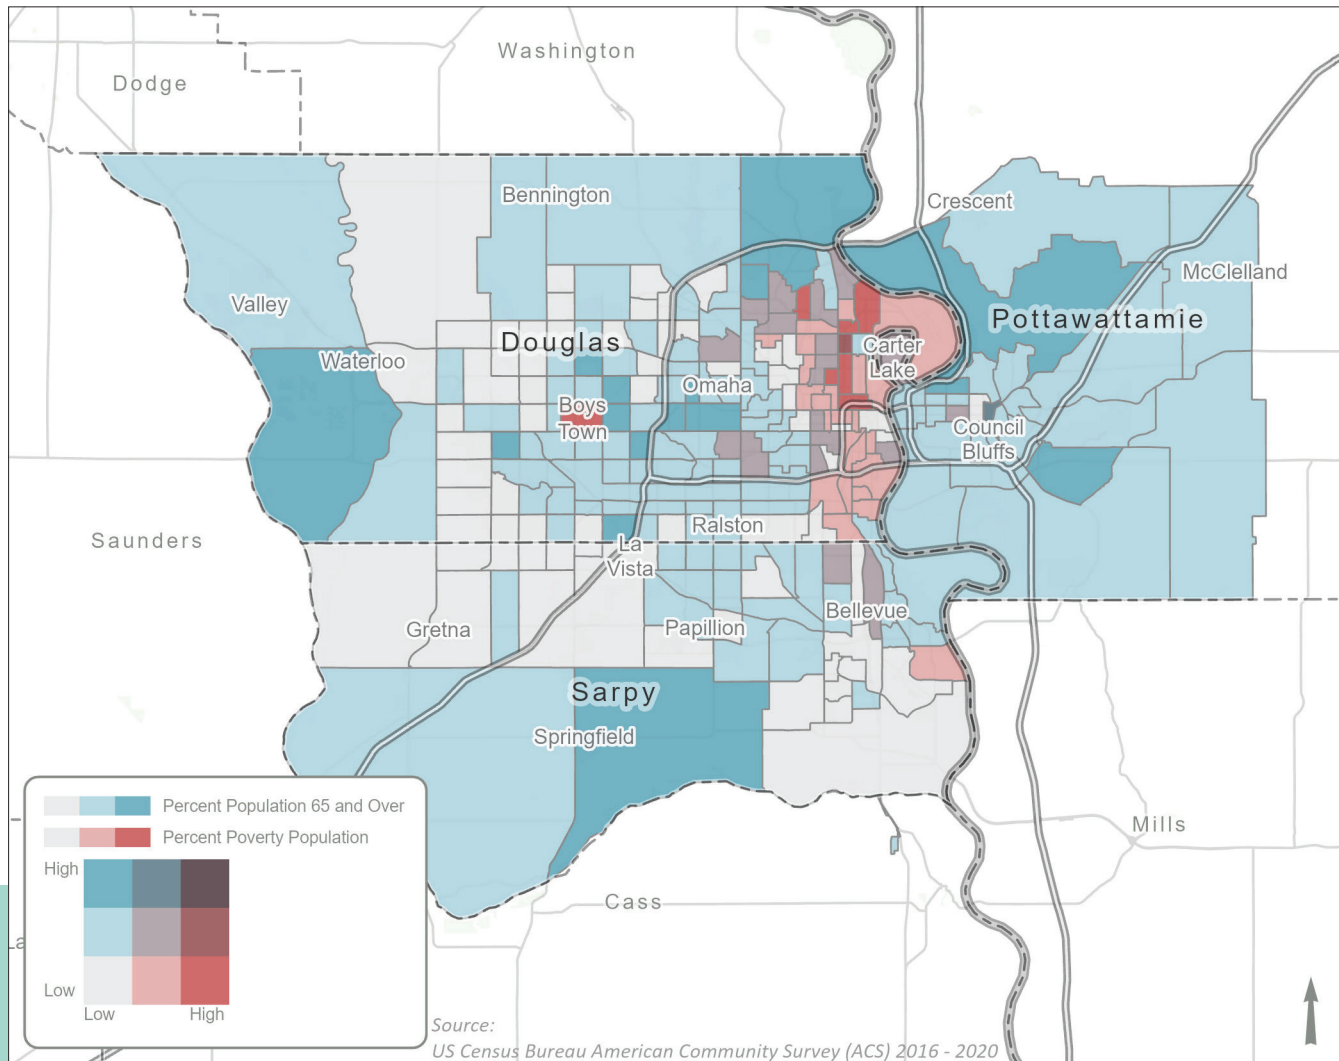 Washington
Dodge
Bennington
Crescent
McClelland
Valley
Pottawattamie
Douglas
Waterloo
Carter
Lake
Omaha
Boys
Town
Council
Bluffs
Ralston
Saunders
La
Vista
Bellevue
Gretna
Papillion
Sarpy
Springfield
Percent Population 65 and Over
Percent Poverty Population
High
Low
Low
High
Mills
Cass
Source:
US Census Bureau American Community Survey (ACS) 2016 - 2020